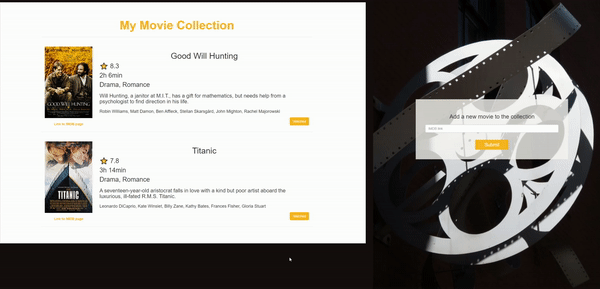 My Movie Collection
Good Will Hunting
8.3
2h 6min
Drama, Romance
Will Hunting, a janitor at M.I.T., has a gift for mathematics, but needs help from a
psychologist to find direction in his life.
Robin Williams, Matt Damon, Ben Affleck, Stellan Skarsgård, John Mighton, Rachel Majorowski
GOOD WILL HUNTING
Link to IMDB page
Titanic
7.8
3h 14min
Drama, Romance
A seventeen-year-old aristocrat falls in love with a kind but poor artist aboard the
luxurious, ill-fated R.M.S. Titanic.
Leonardo DiCaprio, Kate Winslet, Billy Zane, Kathy Bates, Frances Fisher, Gloria Stuart
TITANIC
Link to IMDB page
Add a new movie to the collection
Submit